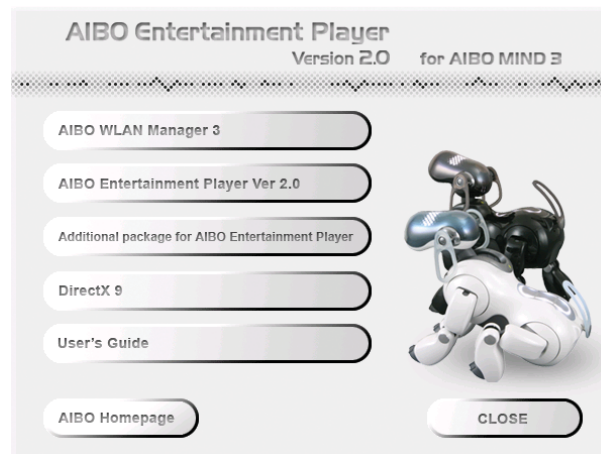 AIBO Entertainment Player
Version 2.0 for AIBO MIND 3
AIBO WLAN Manager 3
AIBO Entertainment Player Ver 2.0
Additional package for AIBO Entertainment Player
DirectX 9
User's Guide
AIBO Homepage
CLOSE